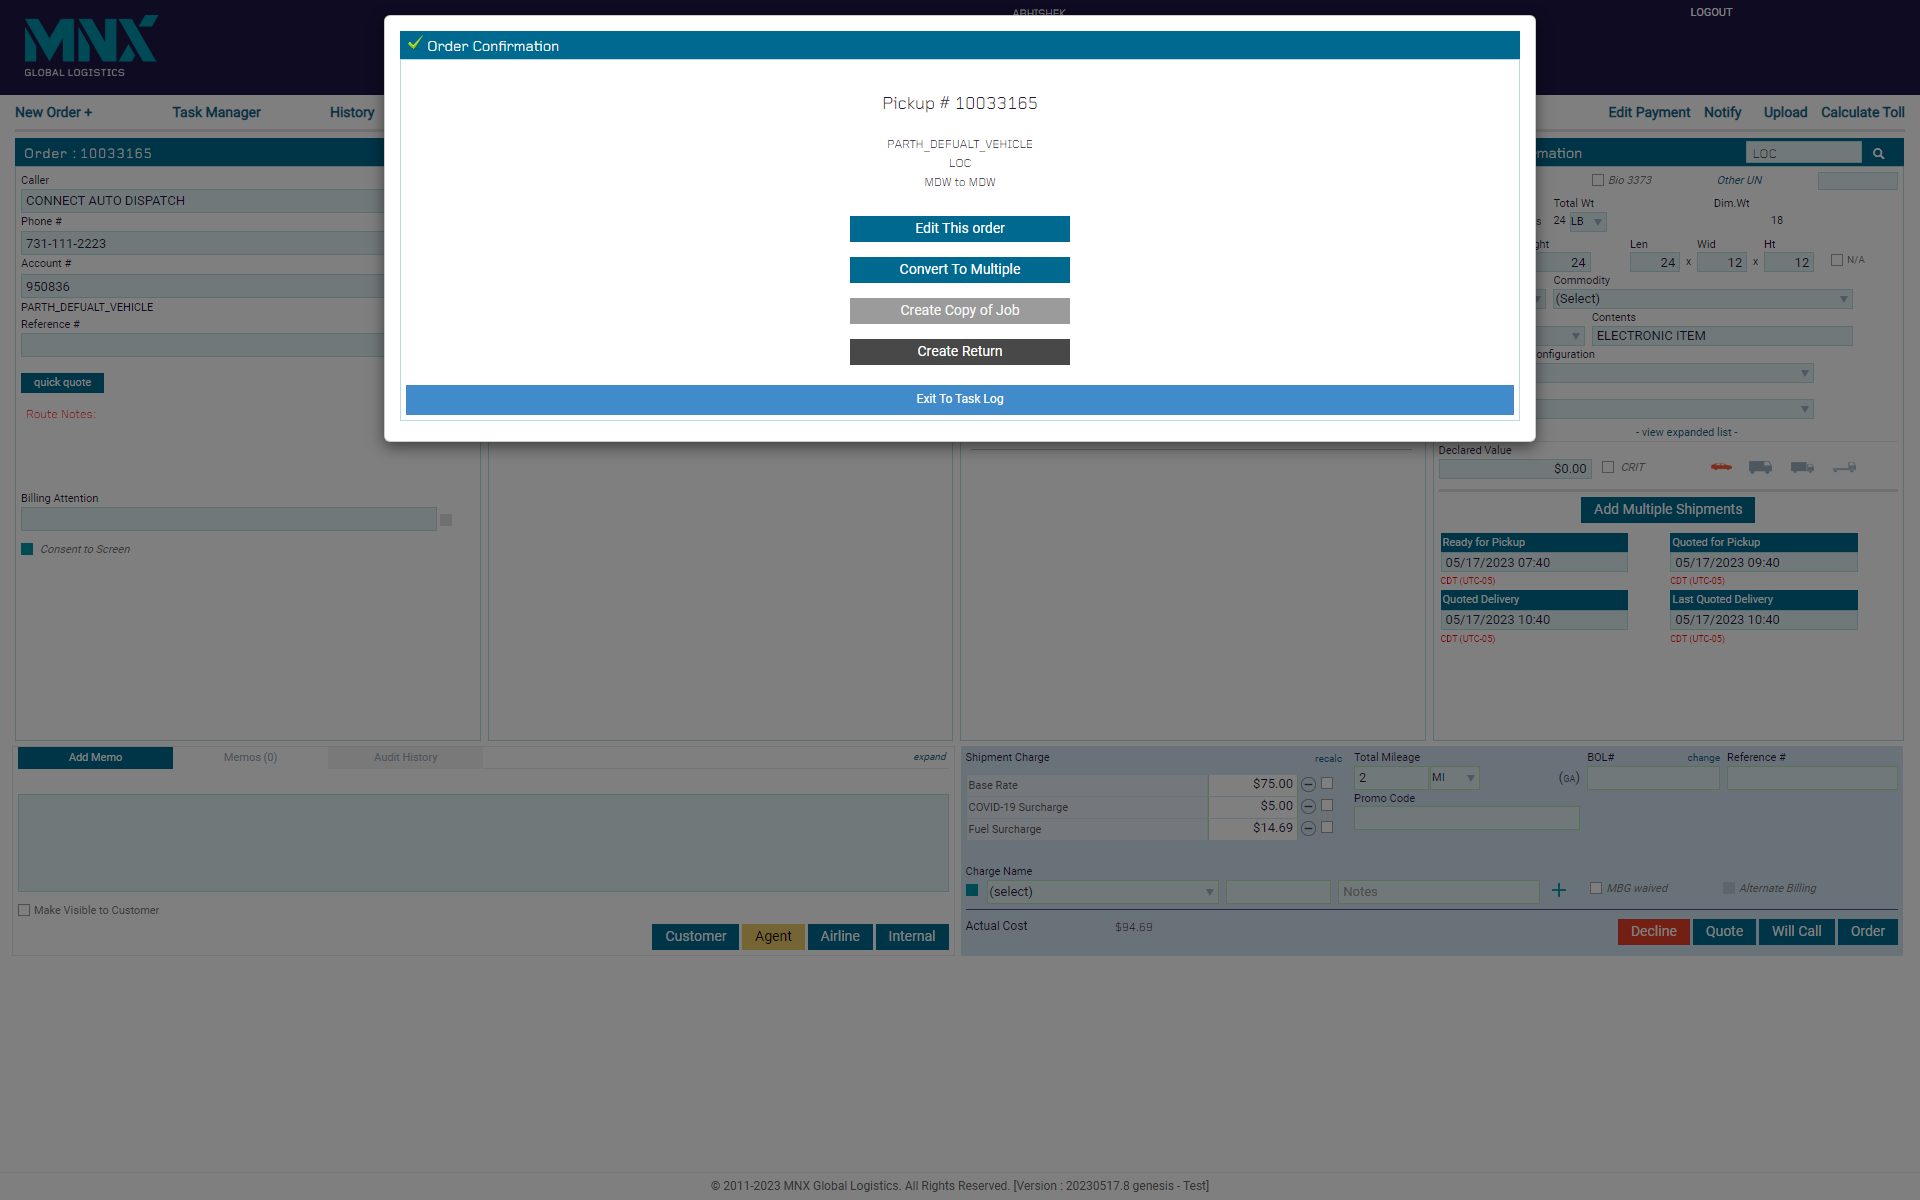 MNX
GLOBAL LOGISTICS
ABHISHEK
LOGOUT
New Order +
Task Manager
History
Edit Payment
Notify
Upload
Calculate Toll
Order Confirmation
Pickup # 10033165
PARTH_DEFUALT_VEHICLE
LOC
MDW to MDW
Edit This order
Convert To Multiple
Create Copy of Job
Create Return
Exit To Task Log
Order : 10033165
Caller
CONNECT AUTO DISPATCH
Phone #
731-111-2223
Account #
950836
PARTH_DEFUALT_VEHICLE
Reference #
quick quote
Route Notes:
Billing Attention
Consent to Screen
mation
LOC
Bio 3373
Other UN
Total Wt
Dim.Wt
s
24 LB
18
ght
Len
Wid
Ht
24
24 x
12 x
12
N/A
Commodity
(Select)
Contents
ELECTRONIC ITEM
onfiguration
- view expanded list -
Declared Value
$0.00
CRIT
Add Multiple Shipments
Ready for Pickup
Quoted for Pickup
05/17/2023 07:40
05/17/2023 09:40
CDT (UTC-05)
CDT (UTC-05)
Quoted Delivery
Last Quoted Delivery
05/17/2023 10:40
05/17/2023 10:40
CDT (UTC-05)
CDT (UTC-05)
Add Memo
Memos (0)
Audit History
expand
Make Visible to Customer
Customer
Agent
Airline
Internal
Shipment Charge
recalc
Base Rate
$75.00
COVID-19 Surcharge
$5.00
Fuel Surcharge
$14.69
Total Mileage
2
MI
(GA)
BOL#
change
Reference #
Promo Code
Charge Name
(select)
Notes
MBG waived
Alternate Billing
Actual Cost
$94.69
Decline
Quote
Will Call
Order
© 2011-2023 MNX Global Logistics. All Rights Reserved. [Version : 20230517.8 genesis - Test]